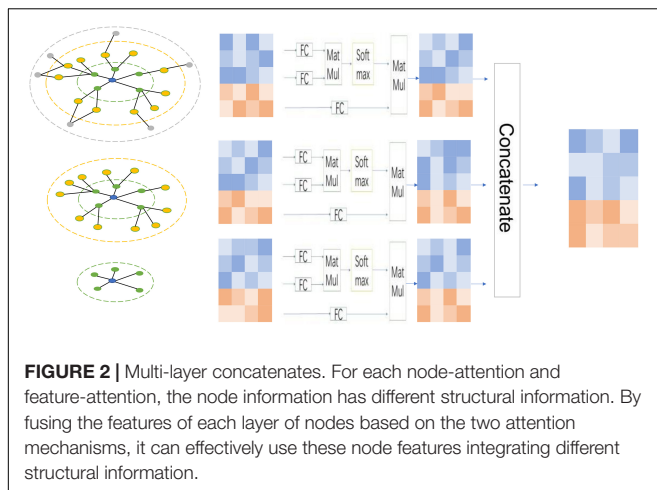 FC
Mat
Mul
Soft
max
FC
Mat
Mul
FC
FC
Mat
Mul
Soft
max
FC
Mat
Mul
FC
FC
Mat
Mul
Soft
max
FC
Mat
Mul
FC
Concatenate
FIGURE 2 | Multi-layer concatenates. For each node-attention and
feature-attention, the node information has different structural information. By
fusing the features of each layer of nodes based on the two attention
mechanisms, it can effectively use these node features integrating different
structural information.